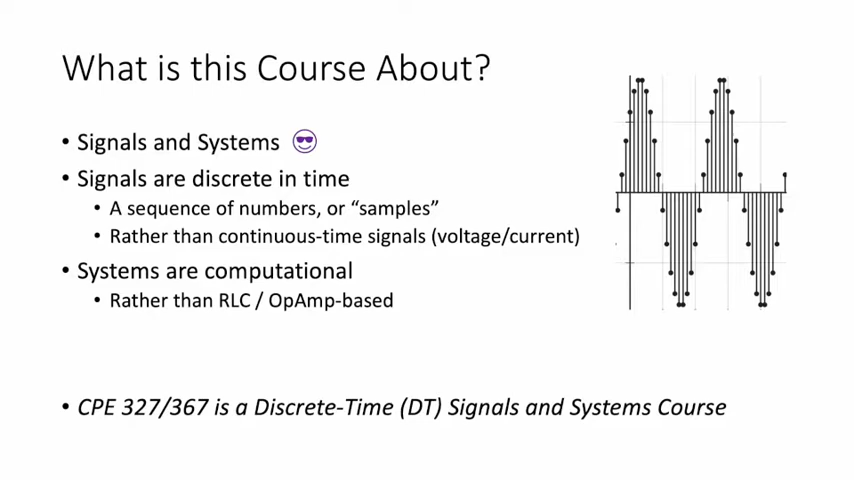 What is this Course About?
• Signals and Systems 😎
• Signals are discrete in time
• A sequence of numbers, or “samples”
• Rather than continuous-time signals (voltage/current)
• Systems are computational
• Rather than RLC / OpAmp-based
• CPE 327/367 is a Discrete-Time (DT) Signals and Systems Course